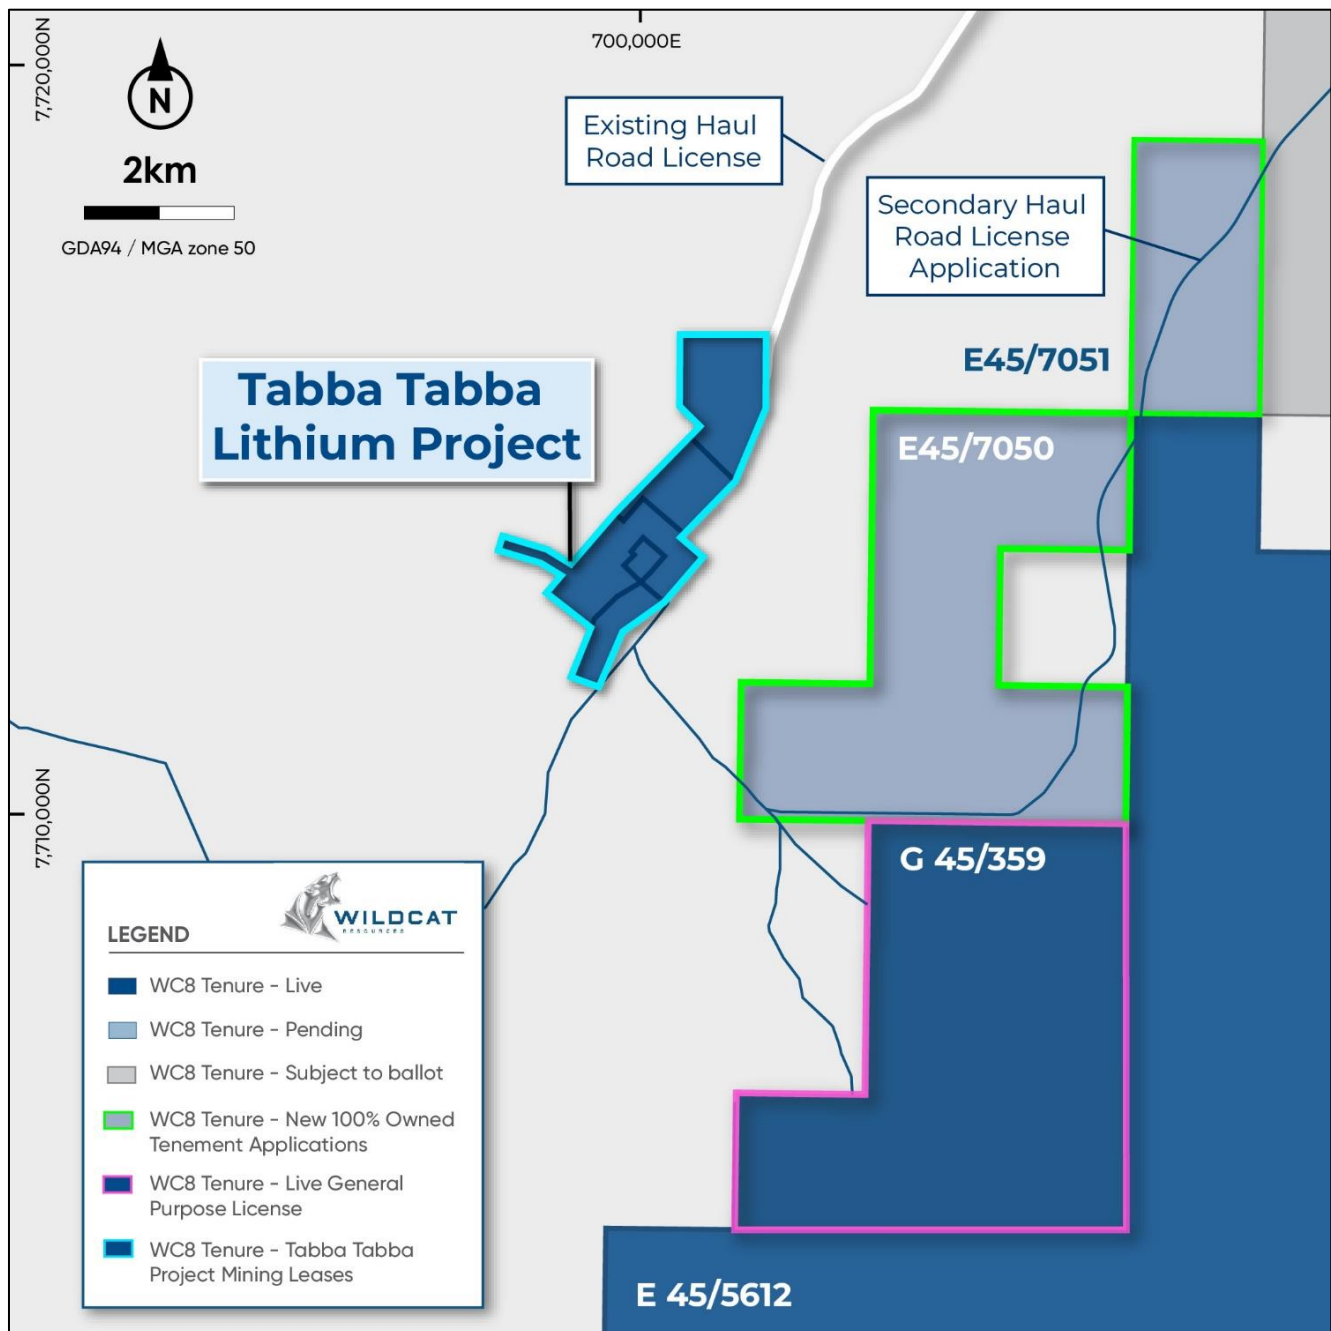 700,000E
7,720,000N
N
2km
GDA94 / MGA zone 50
Existing Haul
Road License
Secondary Haul
Road License
Application
E45/7051
Tabba Tabba
Lithium Project
E45/7050
7,710,000N
G 45/359
WILDCAT
RESOURCES
LEGEND
WC8 Tenure - Live
WC8 Tenure - Pending
WC8 Tenure - Subject to ballot
WC8 Tenure - New 100% Owned
Tenement Applications
WC8 Tenure - Live General
Purpose License
WC8 Tenure - Tabba Tabba
Project Mining Leases
E 45/5612